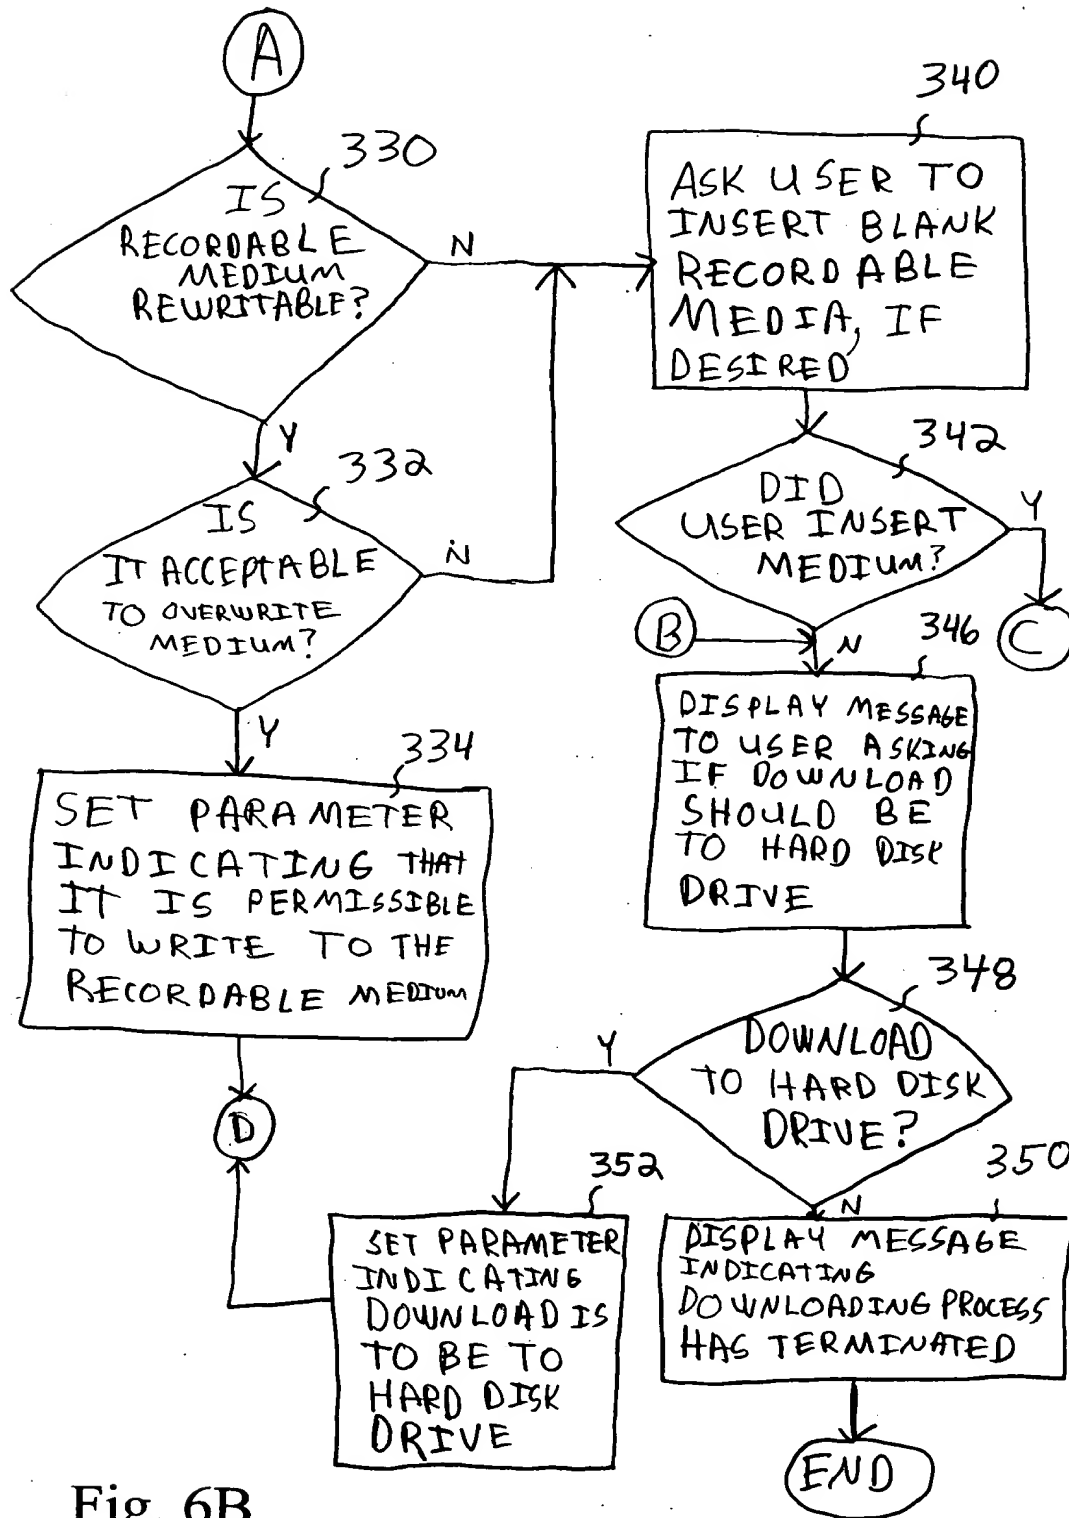 A
330
IS
RECORDABLE
MEDIUM
REWRITABLE?
N
Y
332
IS
IT ACCEPTABLE
TO OVERWRITE
MEDIUM?
N
Y
334
SET PARAMETER
INDICATING THAT
IT IS PERMISSIBLE
TO WRITE TO THE
RECORDABLE MEDIUM
D
340
ASK USER TO
INSERT BLANK
RECORDABLE
MEDIA, IF
DESIRED
342
DID
USER INSERT
MEDIUM?
Y
C
B
N
346
DISPLAY MESSAGE
TO USER ASKING
IF DOWNLOAD
SHOULD BE
TO HARD DISK
DRIVE
348
DOWNLOAD
TO HARD DISK
DRIVE?
Y
N
352
SET PARAMETER
INDICATING
DOWNLOAD IS
TO BE TO
HARD DISK
DRIVE
350
DISPLAY MESSAGE
INDICATING
DOWNLOADING PROCESS
HAS TERMINATED
END
Fig. 6B